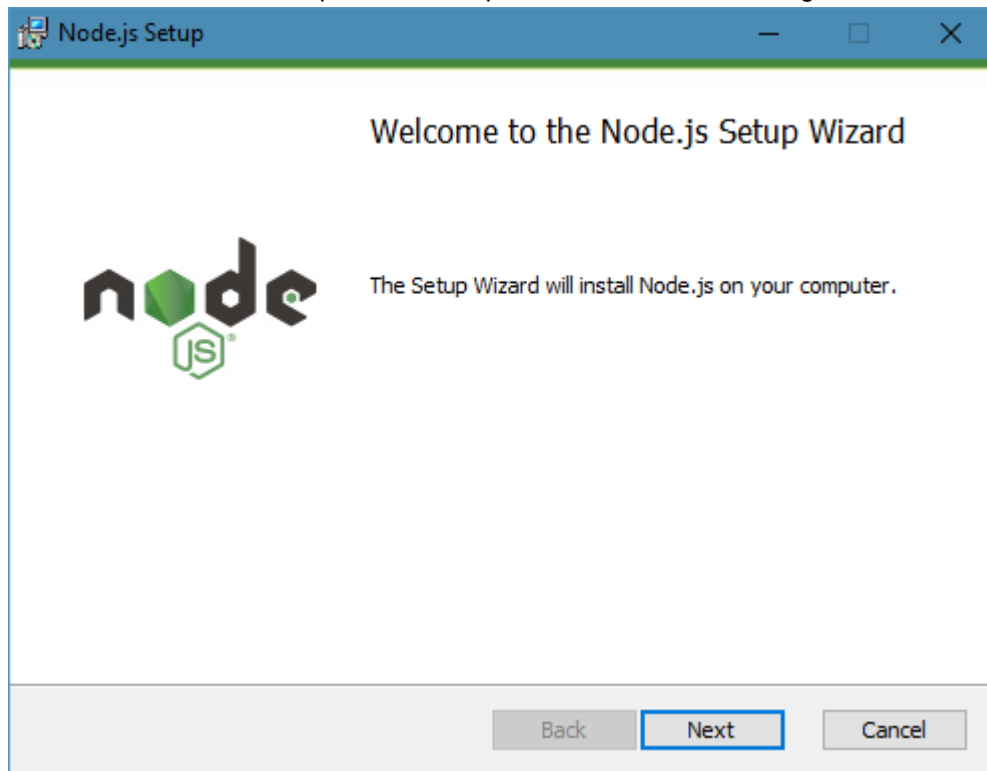 Node.js Setup
Welcome to the Node.js Setup Wizard
node
JS®
The Setup Wizard will install Node.js on your computer.
Back Next Cancel